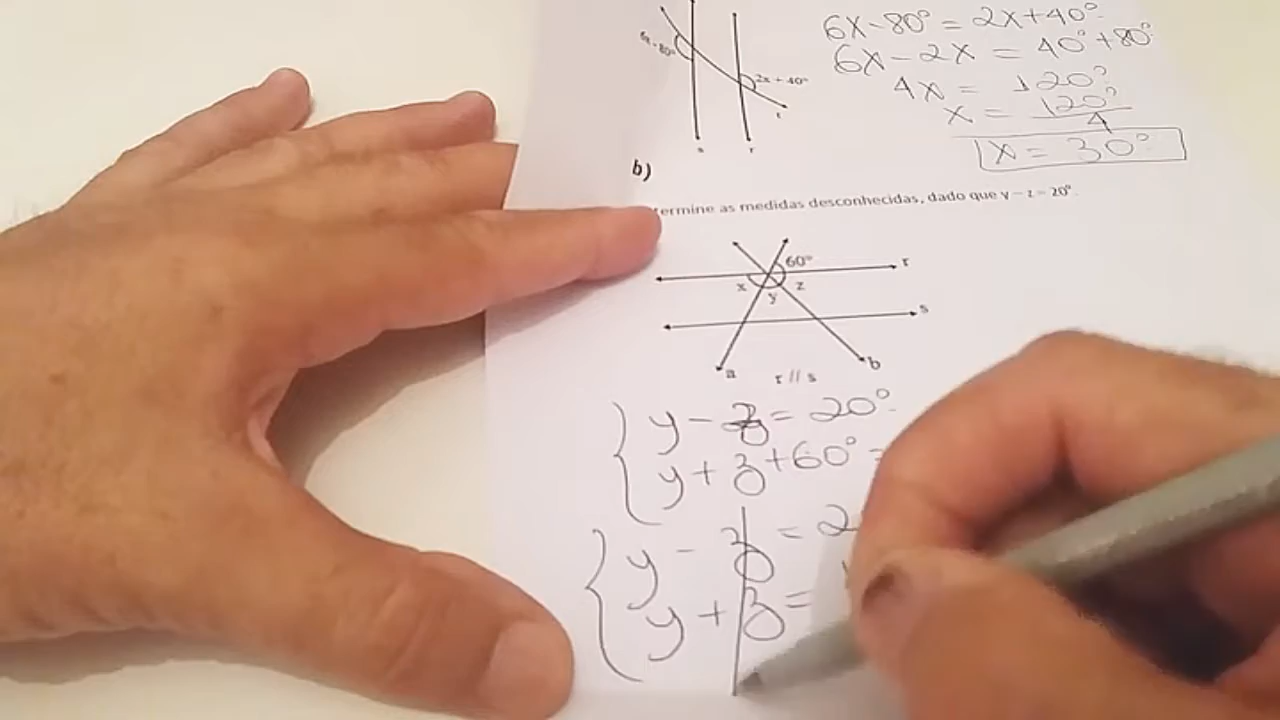 6x - 80°
2x + 40°
t
s r
6x-80° = 2x+40°
6x-2x = 40°+80°
4x = 120°
x = 120°
4
x = 30°
b)
ermine as medidas desconhecidas, dado que y – z = 20°.
60°
r
x y z
s
a b
r // s
y - z = 20°
y + z +60° =
y - z = 2
y + z =